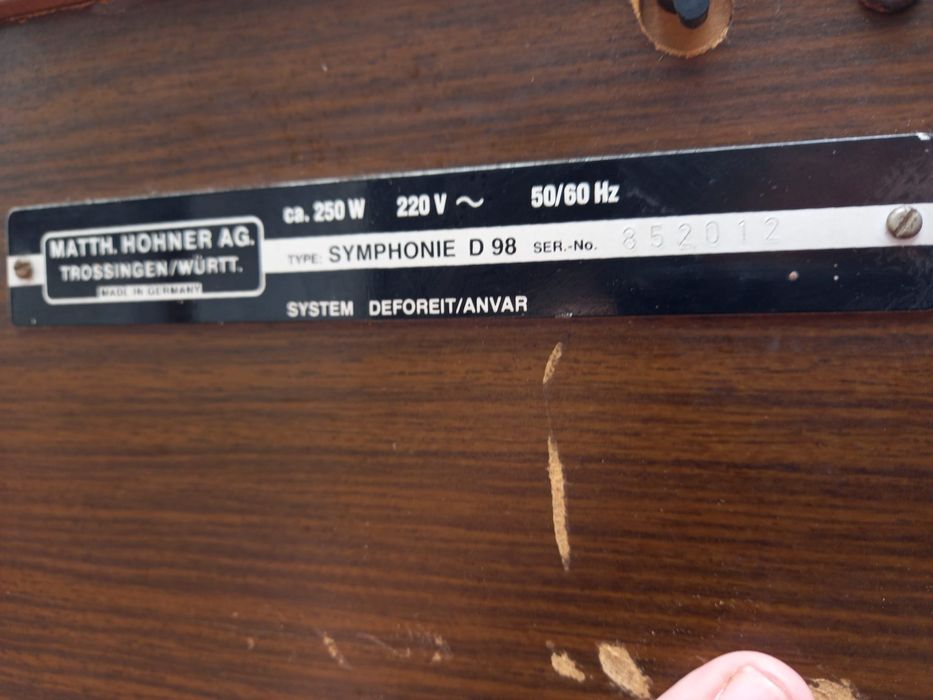 ca. 250 W 220 V ~ 50/60 Hz
MATTH. HOHNER AG.
TROSSINGEN/WÜRTT.
MADE IN GERMANY
TYPE: SYMPHONIE D 98 SER.-No. 852012
SYSTEM DEFOREIT/ANVAR